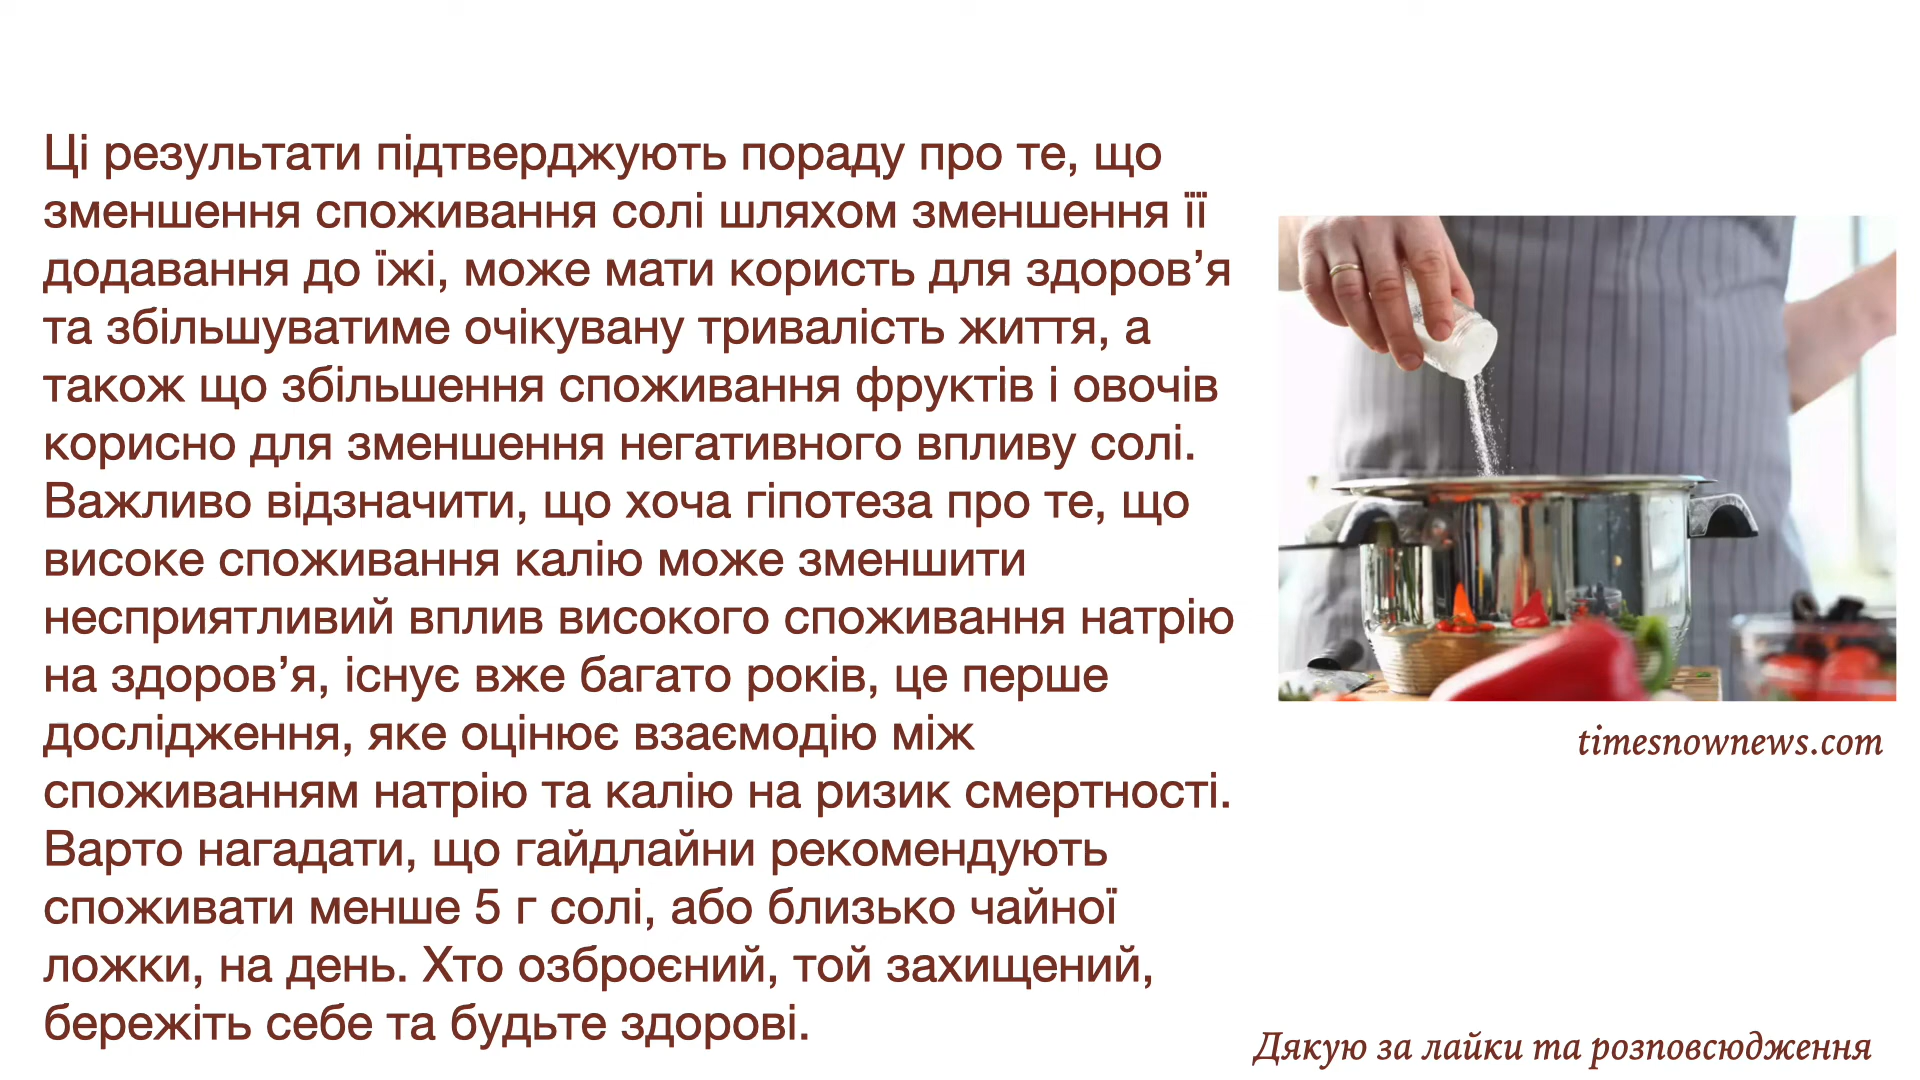 Ці результати підтверджують пораду про те, що
зменшення споживання солі шляхом зменшення її
додавання до їжі, може мати користь для здоров’я
та збільшуватиме очікувану тривалість життя, а
також що збільшення споживання фруктів і овочів
корисно для зменшення негативного впливу солі.
Важливо відзначити, що хоча гіпотеза про те, що
високе споживання калію може зменшити
несприятливий вплив високого споживання натрію
на здоров’я, існує вже багато років, це перше
дослідження, яке оцінює взаємодію між
споживанням натрію та калію на ризик смертності.
Варто нагадати, що гайдлайни рекомендують
споживати менше 5 г солі, або близько чайної
ложки, на день. Хто озброєний, той захищений,
бережіть себе та будьте здорові.
timesnownews.com
Дякую за лайки та розповсюдження